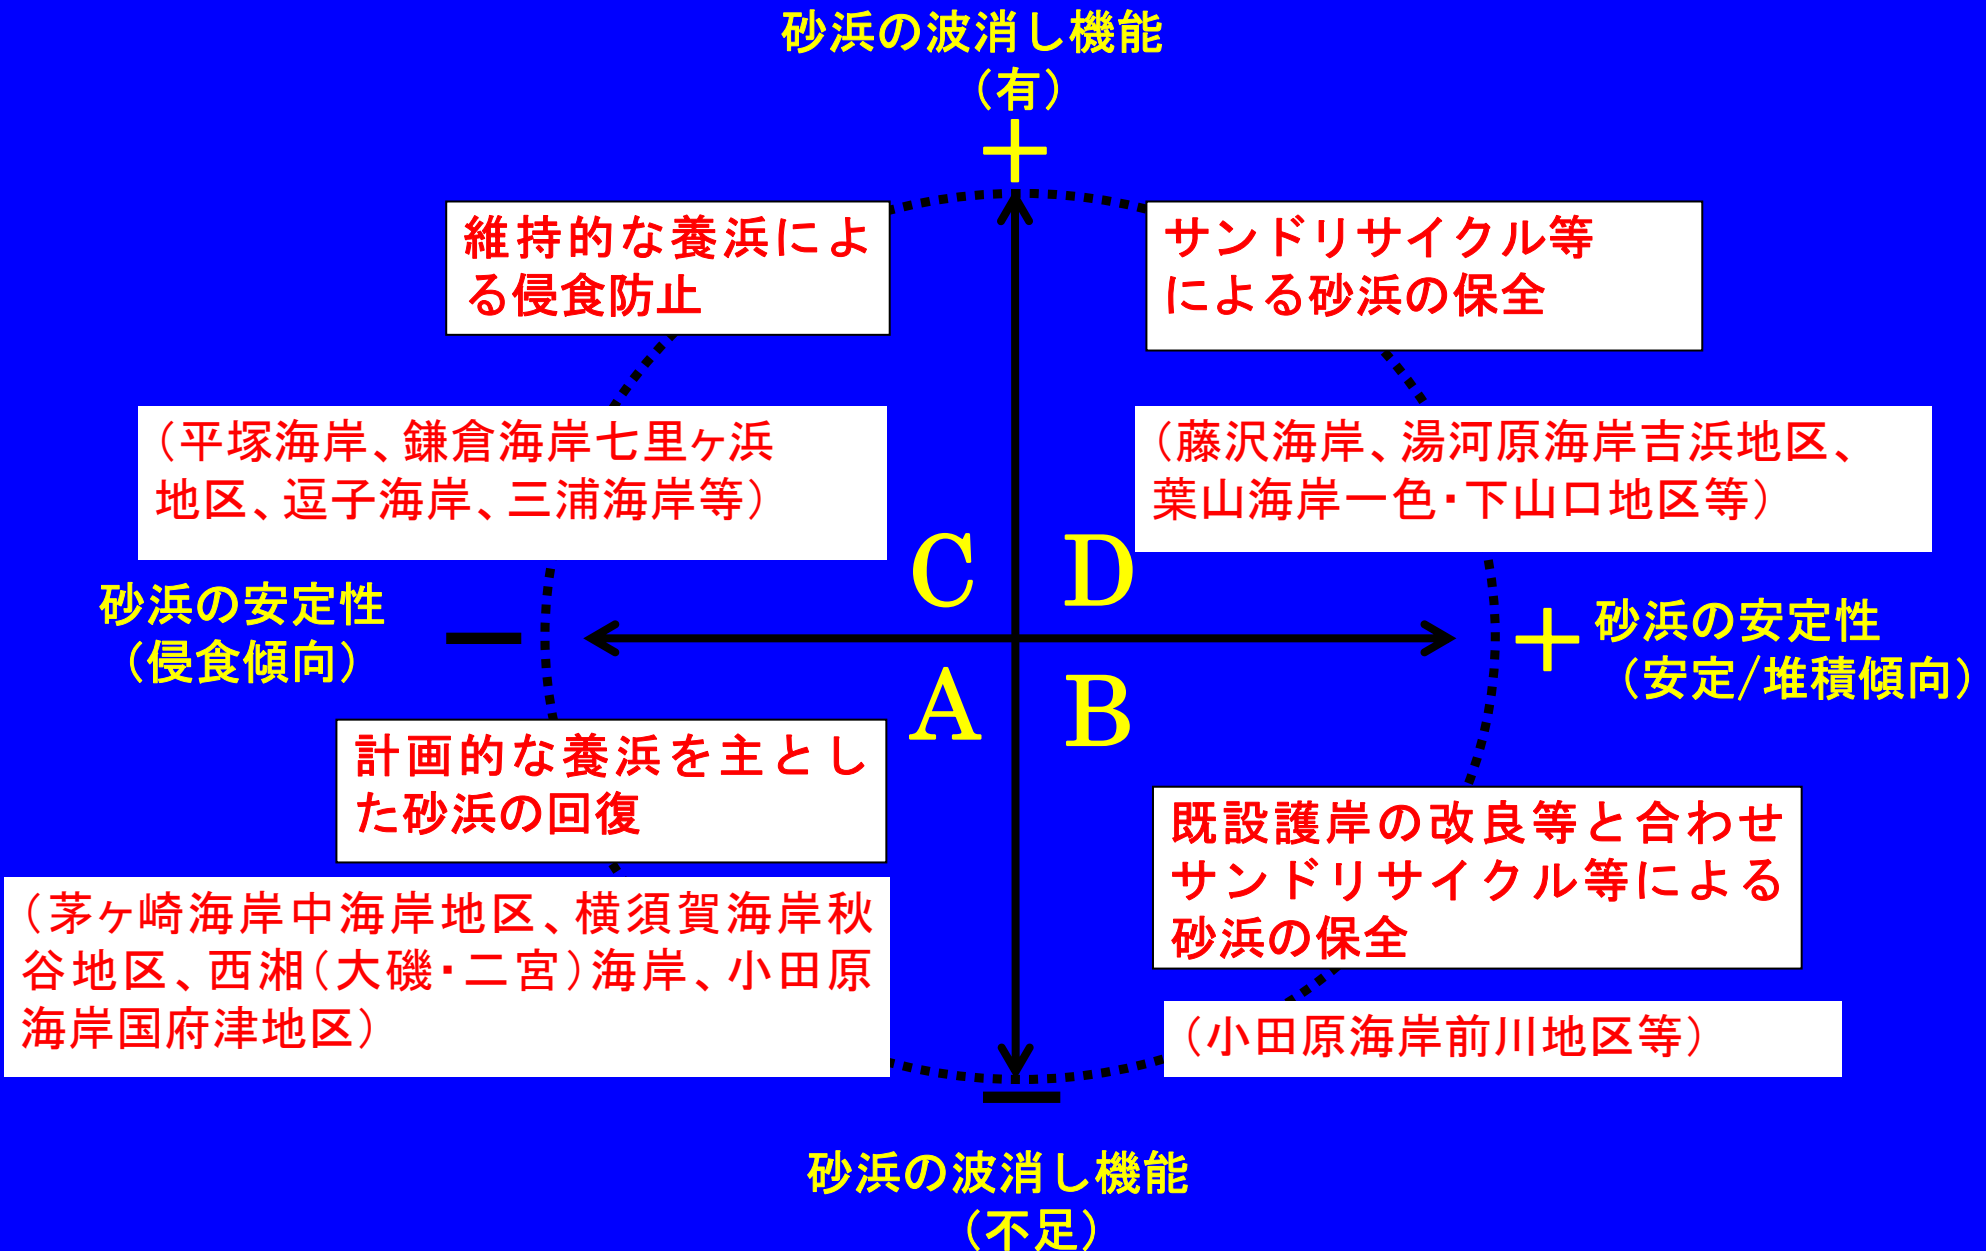 砂浜の波消し機能
（有）
＋
維持的な養浜によ
る侵食防止
サンドリサイクル等
による砂浜の保全
（平塚海岸、鎌倉海岸七里ヶ浜
地区、逗子海岸、三浦海岸等）
（藤沢海岸、湯河原海岸吉浜地区、
葉山海岸一色・下山口地区等）
C
D
砂浜の安定性
（侵食傾向）
－
＋
砂浜の安定性
（安定/堆積傾向）
A
B
計画的な養浜を主とし
た砂浜の回復
既設護岸の改良等と合わせ
サンドリサイクル等による
砂浜の保全
（茅ヶ崎海岸中海岸地区、横須賀海岸秋
谷地区、西湘（大磯・二宮）海岸、小田原
海岸国府津地区）
（小田原海岸前川地区等）
－
砂浜の波消し機能
（不足）